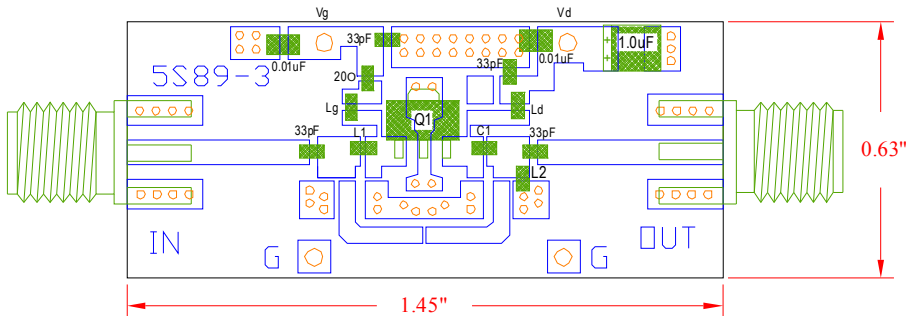 Vg Vd
33pF 1.0uF
0.01uF 33pF 0.01uF
5S89-3 20O
Lg Q1 Ld
33pF L1 C1 33pF
0.63"
L2
IN OUT
G G
1.45"